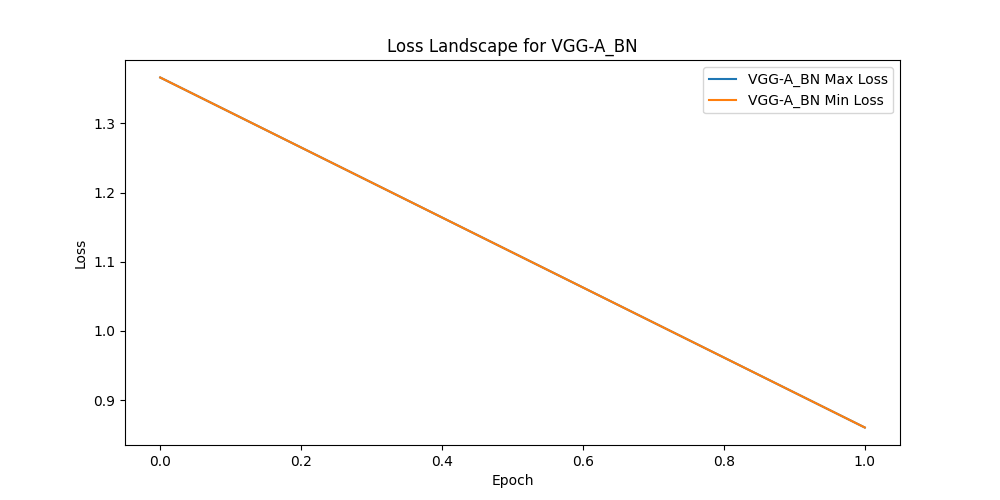 Loss Landscape for VGG-A_BN
VGG-A_BN Max Loss
VGG-A_BN Min Loss
Loss
1.3
1.2
1.1
1.0
0.9
0.0 0.2 0.4 0.6 0.8 1.0
Epoch